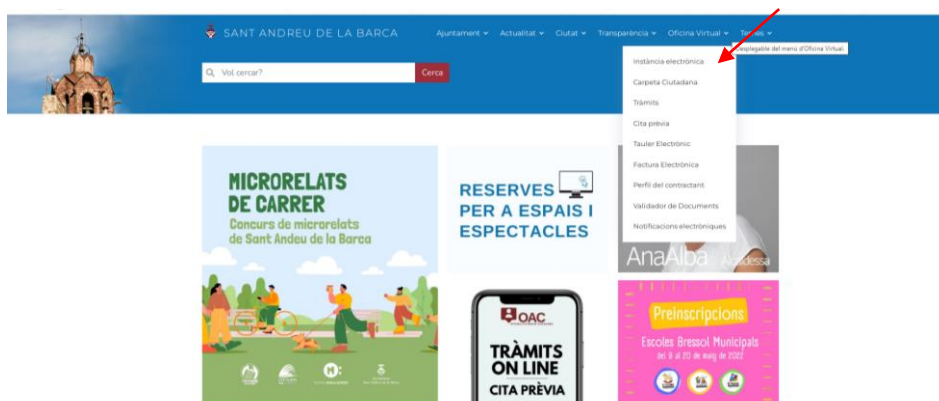 SANT ANDREU DE LA BARCA
Ajuntament Actualitat Ciutat Transparència Oficina Virtual Temes
Desplegable del menú d'Oficina Virtual
Vol cercar?
Cerca
Instància electrònica
Carpeta Ciutadana
Tràmits
Cita prèvia
Tauler Electrònic
Factura Electrònica
Perfil del contractant
Validador de Documents
Notificacions electròniques
MICRORELATS
DE CARRER
Concurs de microrelats
de Sant Andeu de la Barca
RESERVES
PER A ESPAIS I
ESPECTACLES
AnaAlba Alcaldessa
OAC
TRÀMITS
ON LINE
CITA PRÈVIA
Preinscripcions
Escoles Bressol Municipals
del 9 al 20 de maig de 2022